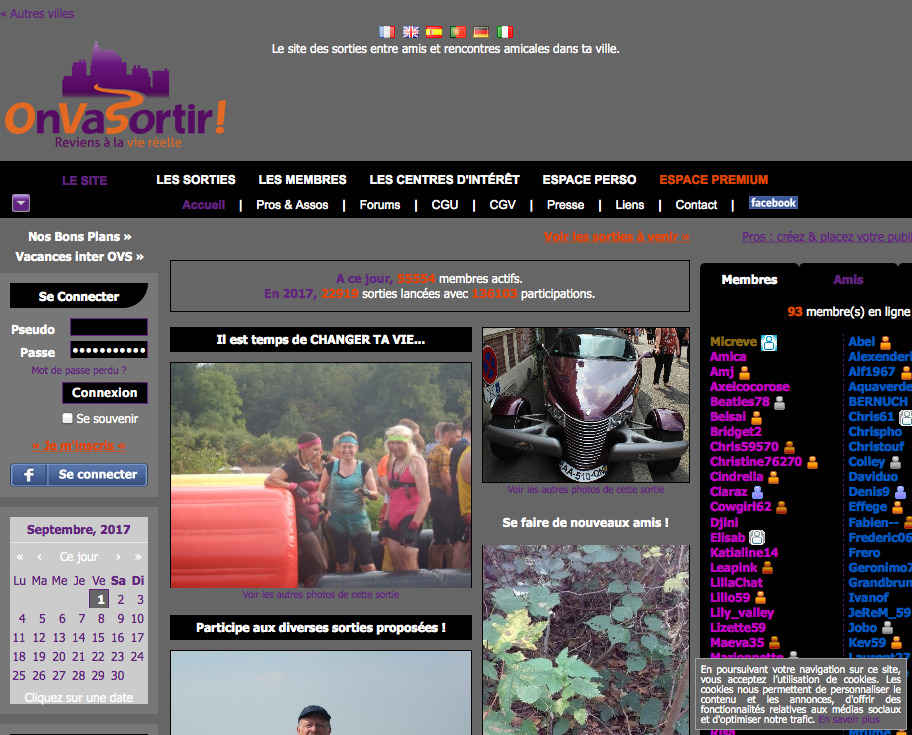 « Autres villes
Le site des sorties entre amis et rencontres amicales dans ta ville.
OnVaSortir!
Reviens à la vie réelle
LE SITE LES SORTIES LES MEMBRES LES CENTRES D'INTÉRÊT ESPACE PERSO ESPACE PREMIUM
Accueil | Pros & Assos | Forums | CGU | CGV | Presse | Liens | Contact | facebook
Nos Bons Plans »
Vacances inter OVS »
Se Connecter
Pseudo
Passe
Mot de passe perdu ?
Connexion
Se souvenir
« Je m'inscris »
f Se connecter
Septembre, 2017
« ‹ Ce jour › »
Lu Ma Me Je Ve Sa Di
1 2 3
4 5 6 7 8 9 10
11 12 13 14 15 16 17
18 19 20 21 22 23 24
25 26 27 28 29 30
Cliquez sur une date
Voir les sorties à venir »
A ce jour, 55554 membres actifs.
En 2017, 22919 sorties lancées avec participations.
Il est temps de CHANGER TA VIE...
Voir les autres photos de cette sortie
Participe aux diverses sorties proposées !
AA-510-QK
Voir les autres photos de cette sortie
Se faire de nouveaux amis !
Pros : créez & placez votre publi
Membres Amis
93 membre(s) en ligne
Micreve
Amica
Amj
Axelcocorose
Beatles78
Belsai
Bridget2
Chris59570
Christine76270
Cindrella
Claraz
Cowgirl62
Djini
Elisab
Katialine14
Leapink
LillaChat
Lillo59
Lily_valley
Lizette59
Maeva35
Marionnette
Abel
Alexenderi
Alf1967
Aquaverde
BERNUCH
Chris61
Chrispho
Christouf
Colley
Daviduo
Denis9
Effege
Fabien--
Frederic06
Frero
Geronimo7
Grandbrun
Ivanof
JeReM_59
Jobo
Kev59
Laurent27
En poursuivant votre navigation sur ce site,
vous acceptez l'utilisation de cookies. Les
cookies nous permettent de personnaliser le
contenu et les annonces, d'offrir des
fonctionnalités relatives aux médias sociaux
et d'optimiser notre trafic. En savoir plus